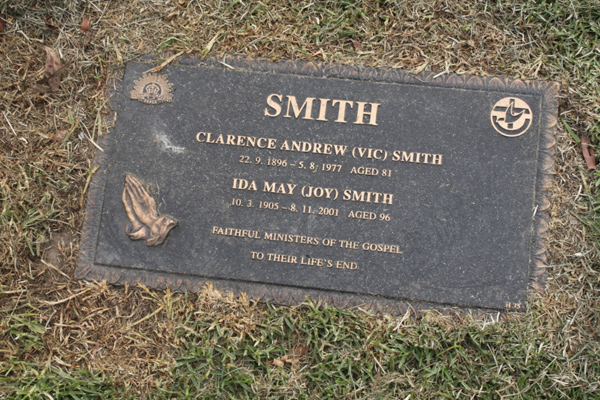 SMITH
CLARENCE ANDREW (VIC) SMITH
22. 9. 1896 – 5. 8. 1977 AGED 81
IDA MAY (JOY) SMITH
10. 3. 1905 – 8. 11. 2001 AGED 96
FAITHFUL MINISTERS OF THE GOSPEL
TO THEIR LIFE'S END